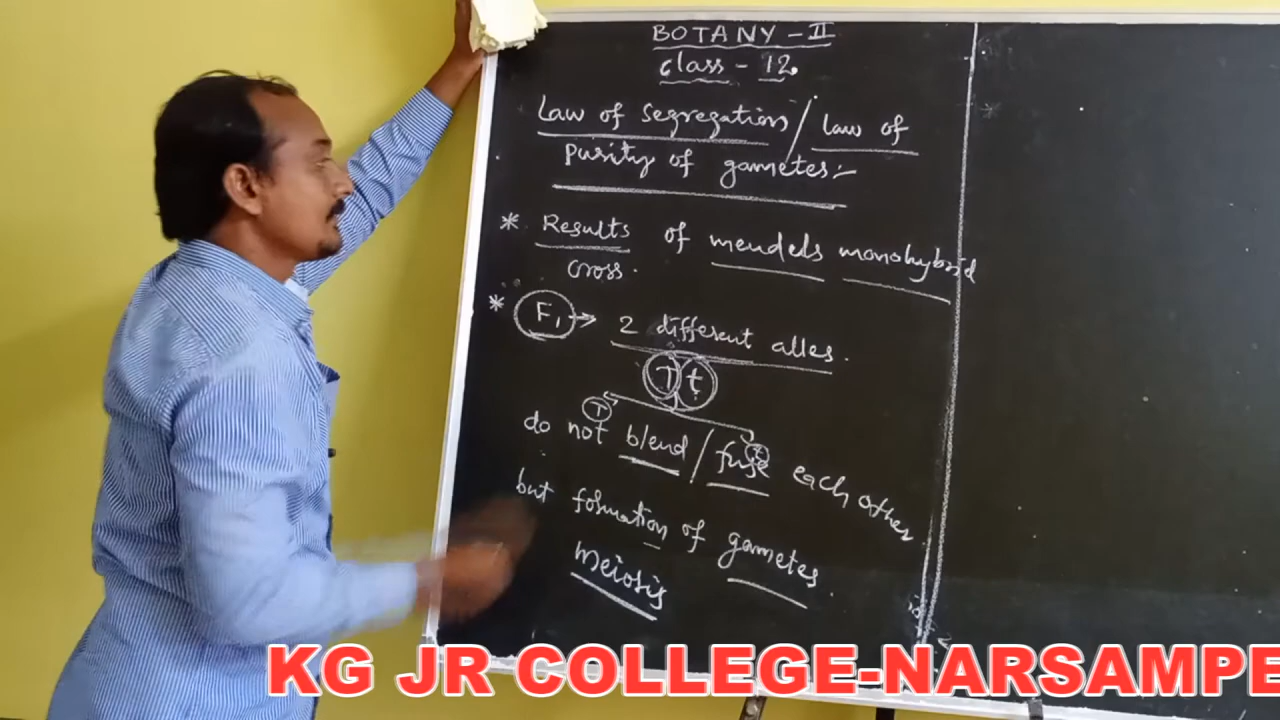 BOTANY - II
class - 12.
Law of segregation / law of
purity of gametes:-
* Results of mendels monohybrid
cross.
* F1 → 2 different alles.
T t
T
t
do not blend / fuse each other
but formation of gametes.
meiosis
KG JR COLLEGE-NARSAMPE